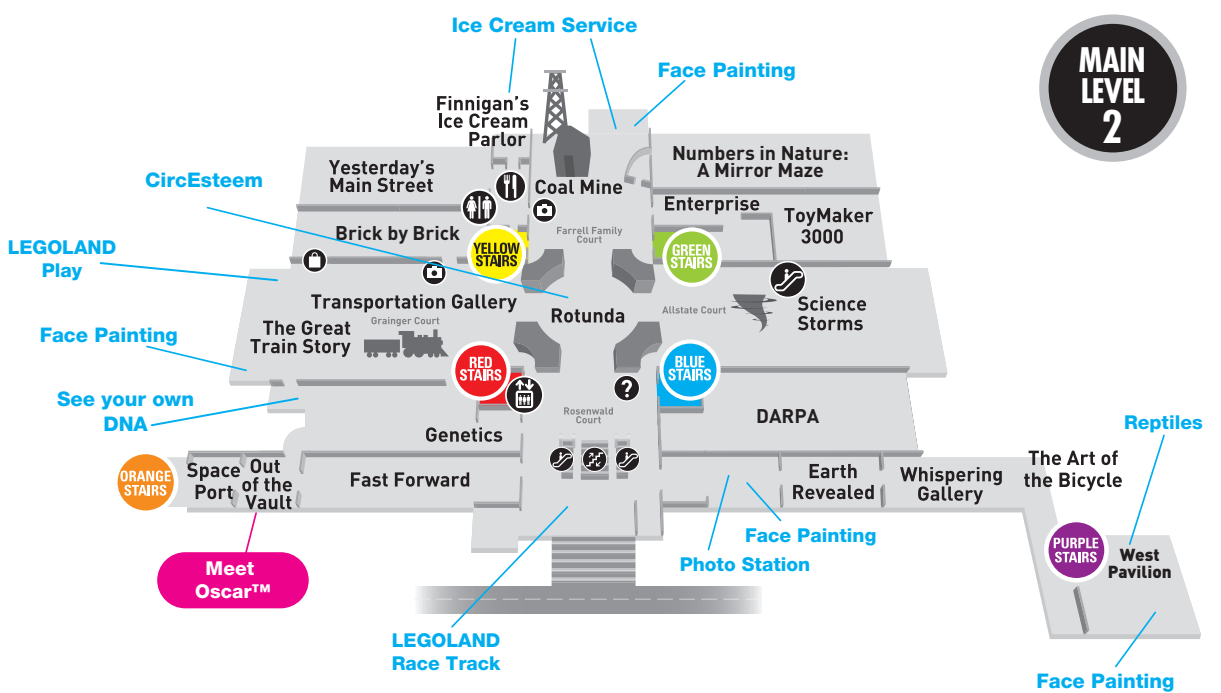 Ice Cream Service
MAIN
LEVEL
2
Face Painting
Finnigan's
Ice Cream
Parlor
Numbers in Nature:
A Mirror Maze
Yesterday's
Main Street
CircEsteem
Coal Mine
Enterprise
ToyMaker
3000
Brick by Brick
Farrell Family
Court
LEGOLAND
Play
YELLOW
STAIRS
GREEN
STAIRS
Transportation Gallery
Rotunda
Allstate Court
Science
Storms
Grainger Court
The Great
Train Story
Face Painting
RED
STAIRS
BLUE
STAIRS
?
See your own
DNA
Rosenwald
Court
DARPA
Genetics
Reptiles
ORANGE
STAIRS
Space
Port
Out
of the
Vault
Fast Forward
Earth
Revealed
Whispering
Gallery
The Art of
the Bicycle
Face Painting
Photo Station
PURPLE
STAIRS
West
Pavilion
Meet
Oscar™
LEGOLAND
Race Track
Face Painting